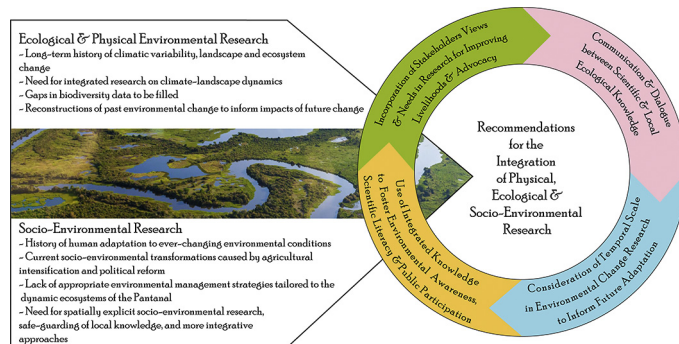 Ecological & Physical Environmental Research
~ Long-term history of climatic variability, landscape and ecosystem
change
~ Need for integrated research on climate-landscape dynamics
~ Gaps in biodiversity data to be filled
~ Reconstructions of past environmental change to inform impacts of future change
Socio-Environmental Research
~ History of human adaptation to ever-changing environmental conditions
~ Current socio-environmental transformations caused by agricultural
intensification and political reform
~ Lack of appropriate environmental management strategies tailored to the
dynamic ecosystems of the Pantanal
~ Need for spatially explicit socio-environmental research,
safe-guarding of local knowledge, and more integrative
approaches
Incorporation of Stakeholders Views
& Needs in Research for Improving
Livelihoods & Advocacy
Communication & Dialogue
between Scientific & Local
Ecological Knowledge
Consideration of Temporal Scale
in Environmental Change Research
to Inform Future Adaptation
Use of Integrated Knowledge
to Foster Environmental Awareness,
Scientific Literacy & Public Participation
Recommendations
for the
Integration
of Physical,
Ecological &
Socio-Environmental
Research